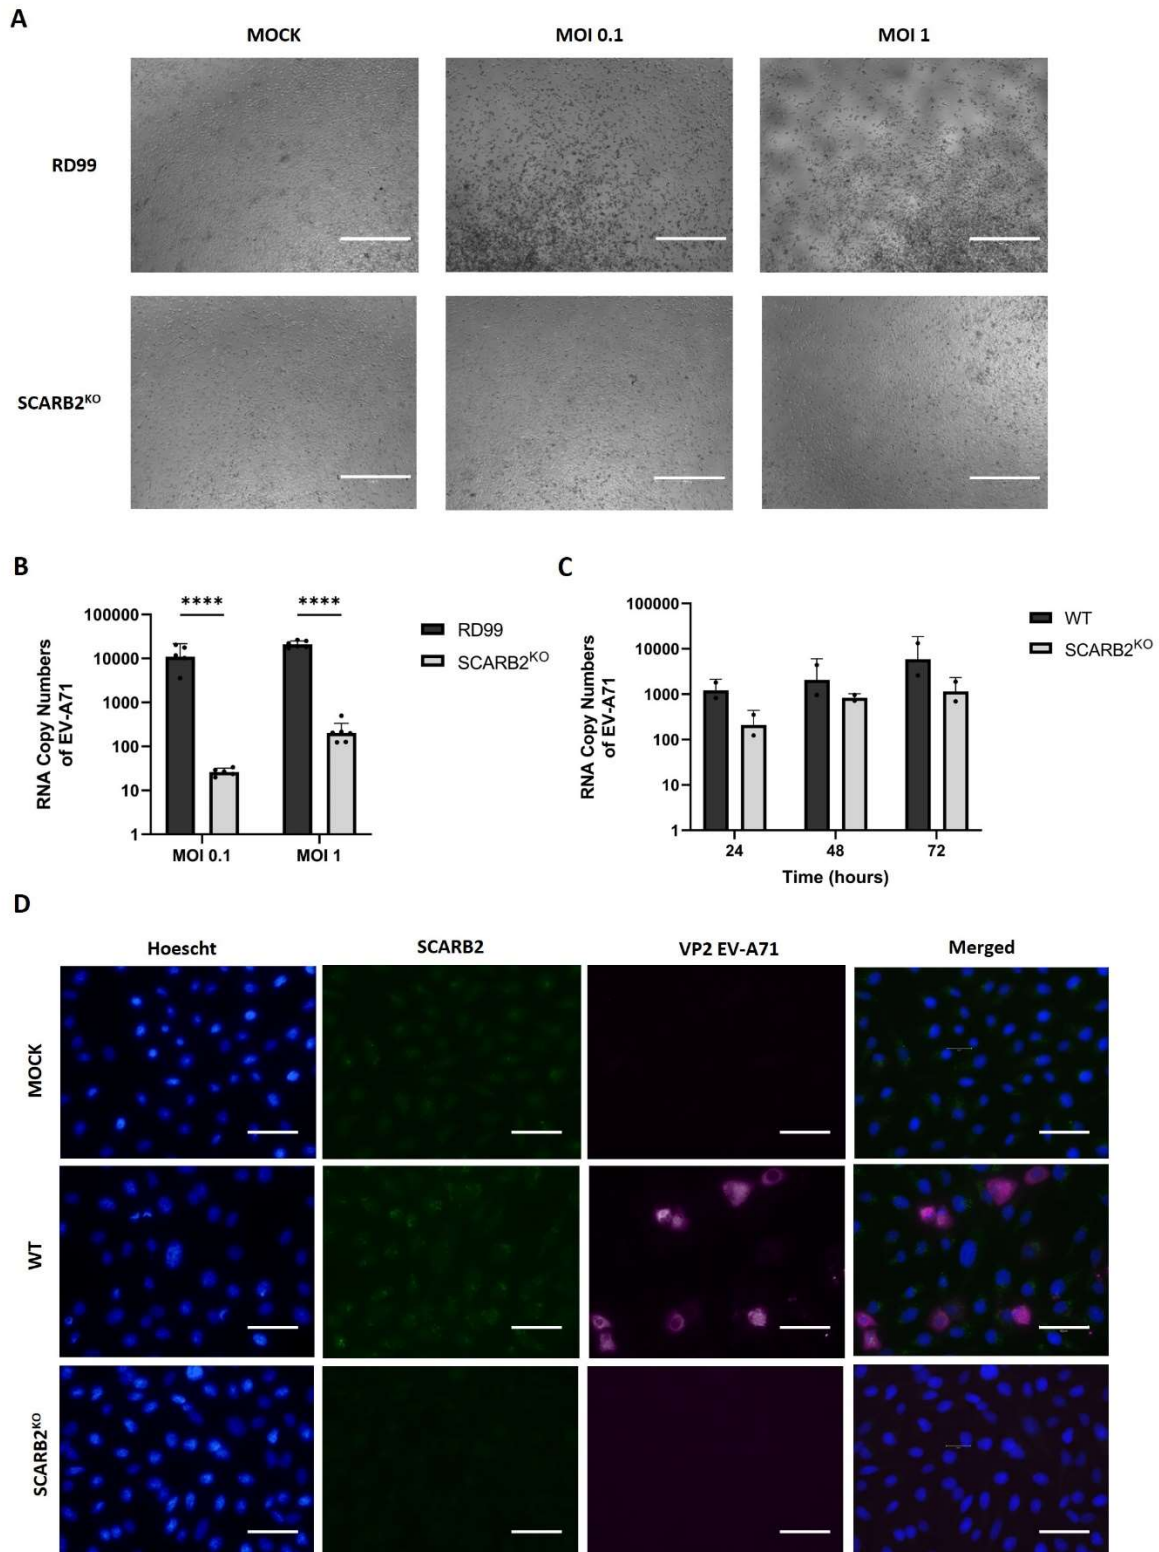 A
MOCK MOI 0.1 MOI 1
RD99
SCARB2KO
B
RNA Copy Numbers
of EV-A71
100000
10000
1000
100
10
1
**** ****
MOI 0.1 MOI 1
RD99
SCARB2KO
C
RNA Copy Numbers
of EV-A71
100000
10000
1000
100
10
1
24 48 72
Time (hours)
WT
SCARB2KO
D
Hoescht SCARB2 VP2 EV-A71 Merged
MOCK
WT
SCARB2KO